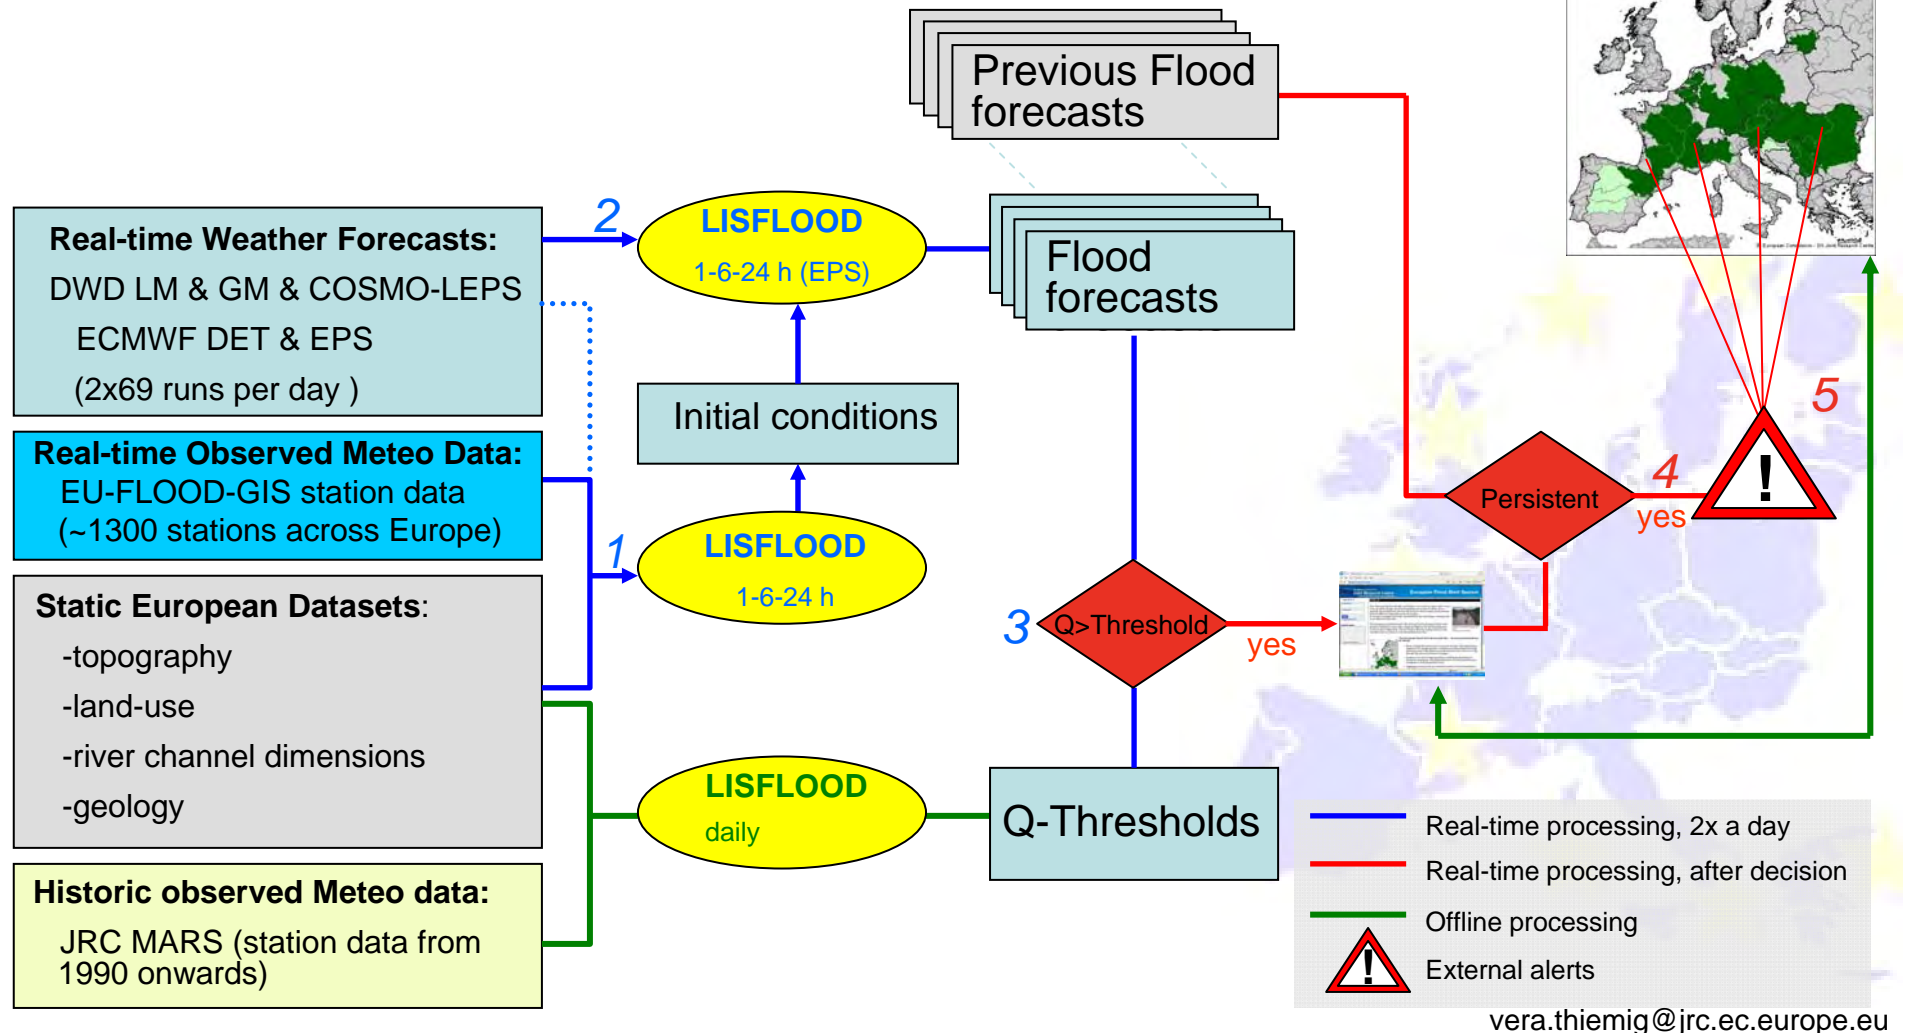 Previous Flood
forecasts
Real-time Weather Forecasts:
DWD LM & GM & COSMO-LEPS
ECMWF DET & EPS
(2x69 runs per day )
2
LISFLOOD
1-6-24 h (EPS)
Flood
forecasts
Initial conditions
Real-time Observed Meteo Data:
EU-FLOOD-GIS station data
(~1300 stations across Europe)
1
LISFLOOD
1-6-24 h
Static European Datasets:
-topography
-land-use
-river channel dimensions
-geology
3
Q>Threshold
yes
Persistent
4
yes
!
5
LISFLOOD
daily
Q-Thresholds
Historic observed Meteo data:
JRC MARS (station data from
1990 onwards)
Real-time processing, 2x a day
Real-time processing, after decision
Offline processing
!
External alerts
vera.thiemig@jrc.ec.europe.eu